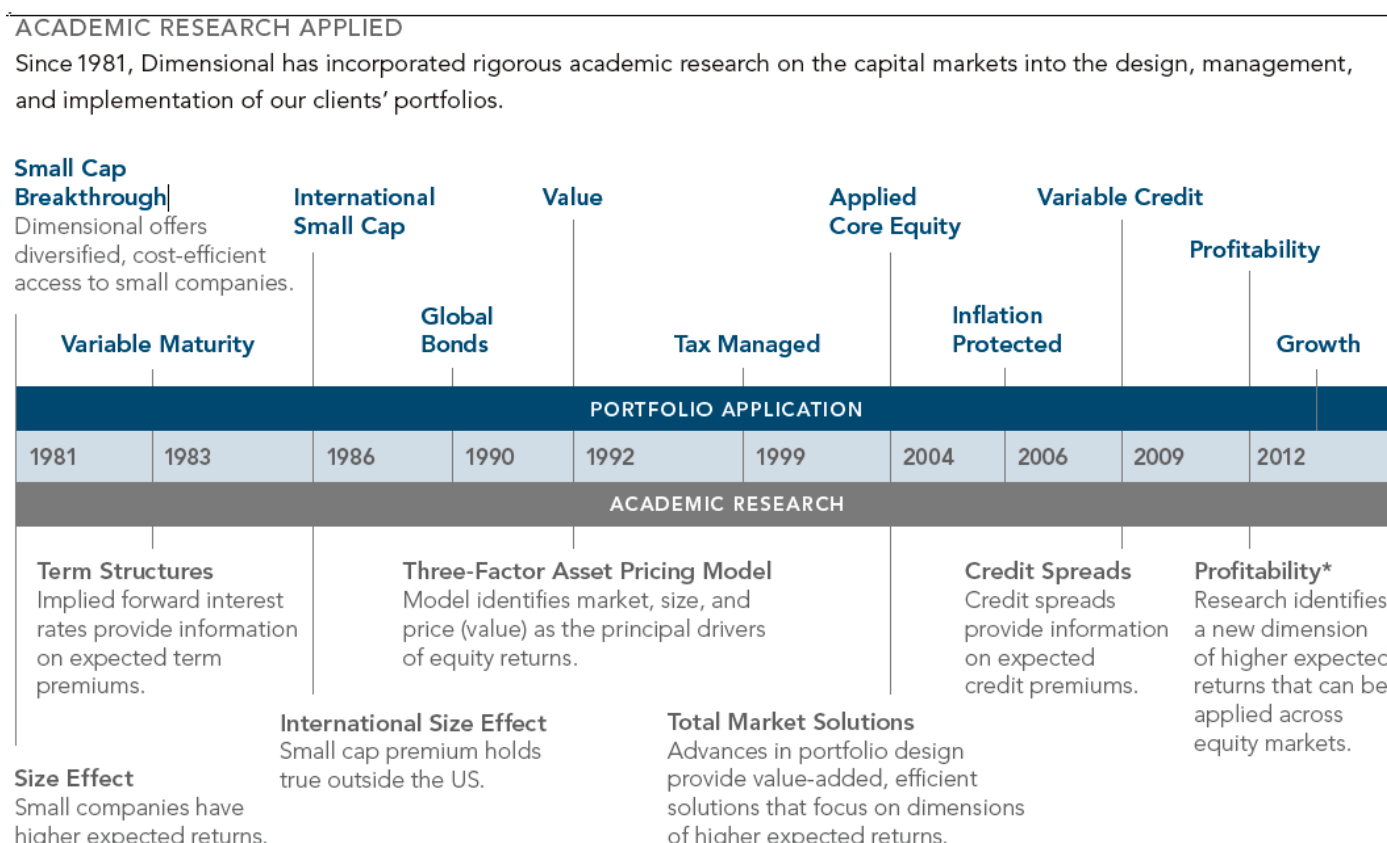 ACADEMIC RESEARCH APPLIED
Since 1981, Dimensional has incorporated rigorous academic research on the capital markets into the design, management,
and implementation of our clients' portfolios.
Small Cap
Breakthrough
Dimensional offers
diversified, cost-efficient
access to small companies.
International
Small Cap
Value
Applied
Core Equity
Variable Credit
Profitability
Variable Maturity
Global
Bonds
Tax Managed
Inflation
Protected
Growth
PORTFOLIO APPLICATION
1981 1983 1986 1990 1992 1999 2004 2006 2009 2012
ACADEMIC RESEARCH
Term Structures
Implied forward interest
rates provide information
on expected term
premiums.
Three-Factor Asset Pricing Model
Model identifies market, size, and
price (value) as the principal drivers
of equity returns.
Credit Spreads
Credit spreads
provide information
on expected
credit premiums.
Profitability*
Research identifies
a new dimension
of higher expected
returns that can be
applied across
equity markets.
International Size Effect
Small cap premium holds
true outside the US.
Total Market Solutions
Advances in portfolio design
provide value-added, efficient
solutions that focus on dimensions
of higher expected returns.
Size Effect
Small companies have
higher expected returns.